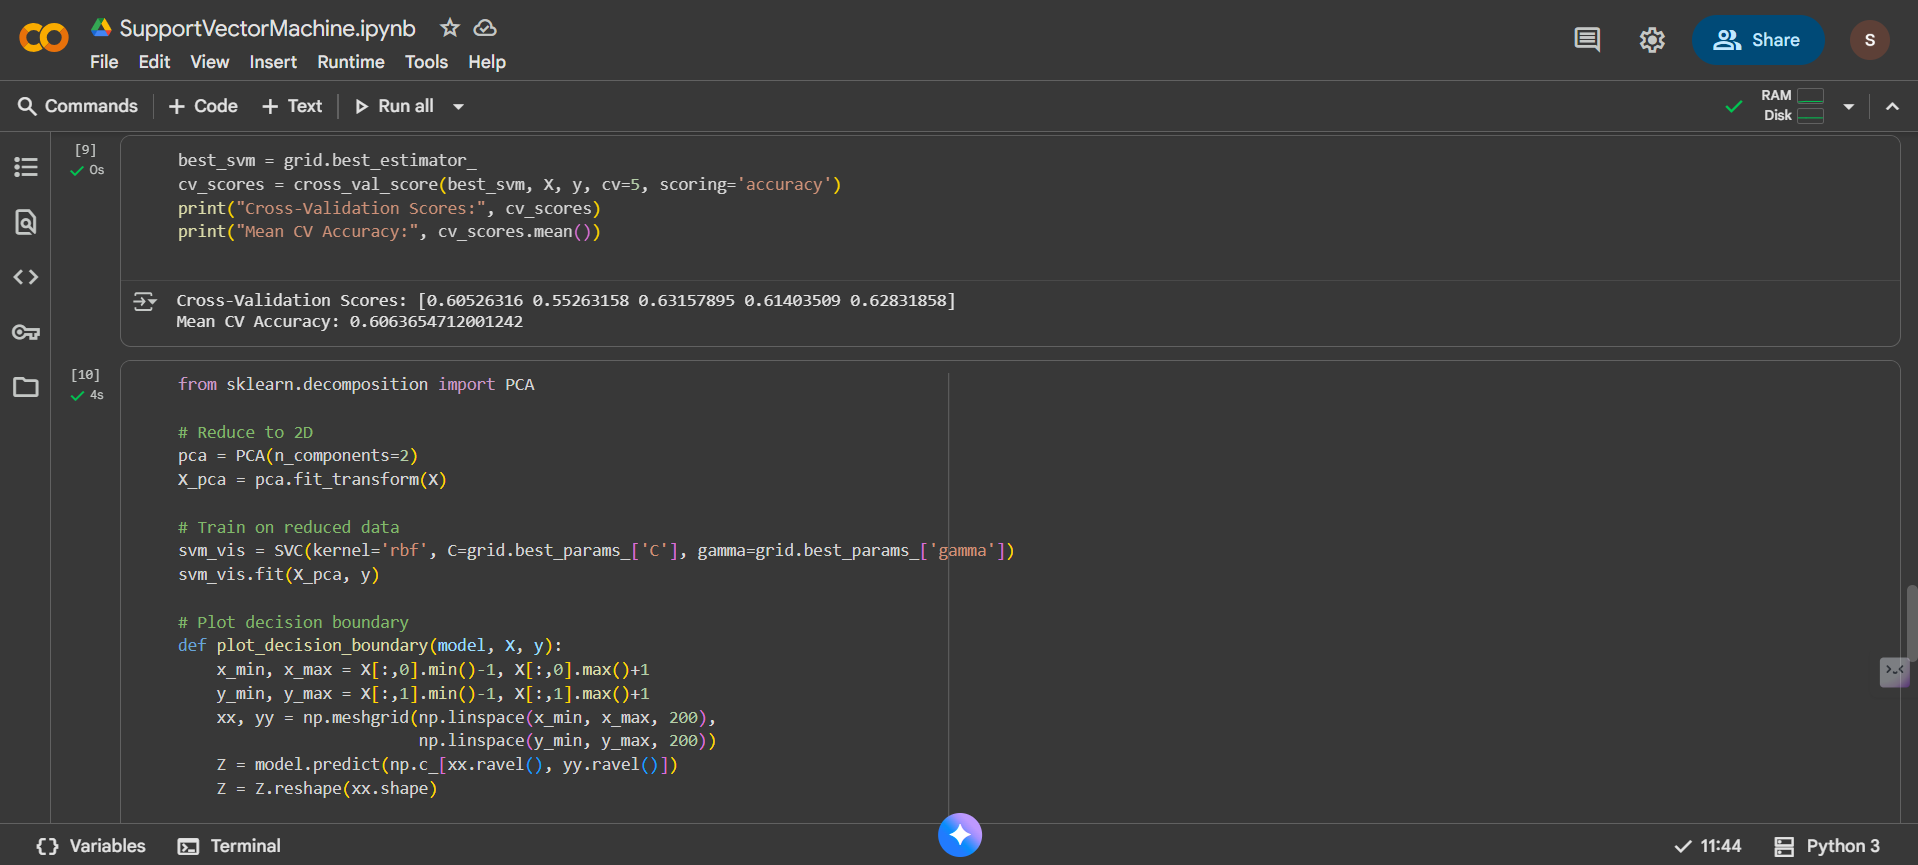 SupportVectorMachine.ipynb
File Edit View Insert Runtime Tools Help
Share
S
Commands + Code + Text Run all
RAM
Disk
[9]
0s
best_svm = grid.best_estimator_
cv_scores = cross_val_score(best_svm, X, y, cv=5, scoring='accuracy')
print("Cross-Validation Scores:", cv_scores)
print("Mean CV Accuracy:", cv_scores.mean())
Cross-Validation Scores: [0.60526316 0.55263158 0.63157895 0.61403509 0.62831858]
Mean CV Accuracy: 0.6063654712001242
[10]
4s
from sklearn.decomposition import PCA
# Reduce to 2D
pca = PCA(n_components=2)
X_pca = pca.fit_transform(X)
# Train on reduced data
svm_vis = SVC(kernel='rbf', C=grid.best_params_['C'], gamma=grid.best_params_['gamma'])
svm_vis.fit(X_pca, y)
# Plot decision boundary
def plot_decision_boundary(model, X, y):
    x_min, x_max = X[:,0].min()-1, X[:,0].max()+1
    y_min, y_max = X[:,1].min()-1, X[:,1].max()+1
    xx, yy = np.meshgrid(np.linspace(x_min, x_max, 200),
                         np.linspace(y_min, y_max, 200))
    Z = model.predict(np.c_[xx.ravel(), yy.ravel()])
    Z = Z.reshape(xx.shape)
Variables Terminal
11:44 Python 3